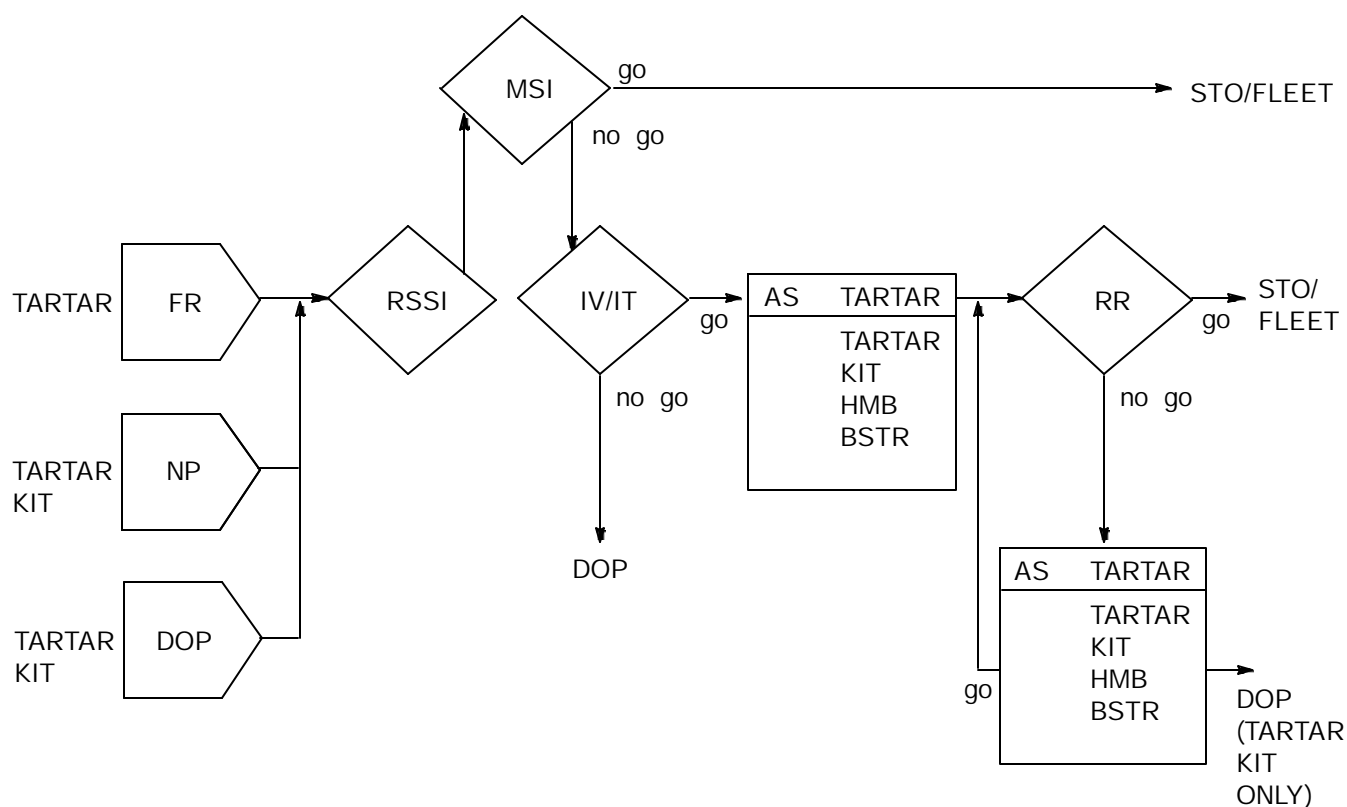 MSI
go
STO/FLEET
no go
TARTAR
FR
RSSI
IV/IT
go
no go
DOP
AS TARTAR
TARTAR
KIT
HMB
BSTR
RR
go
STO/
FLEET
no go
TARTAR
KIT
NP
TARTAR
KIT
DOP
AS TARTAR
TARTAR
KIT
HMB
BSTR
go
DOP
(TARTAR
KIT
ONLY)